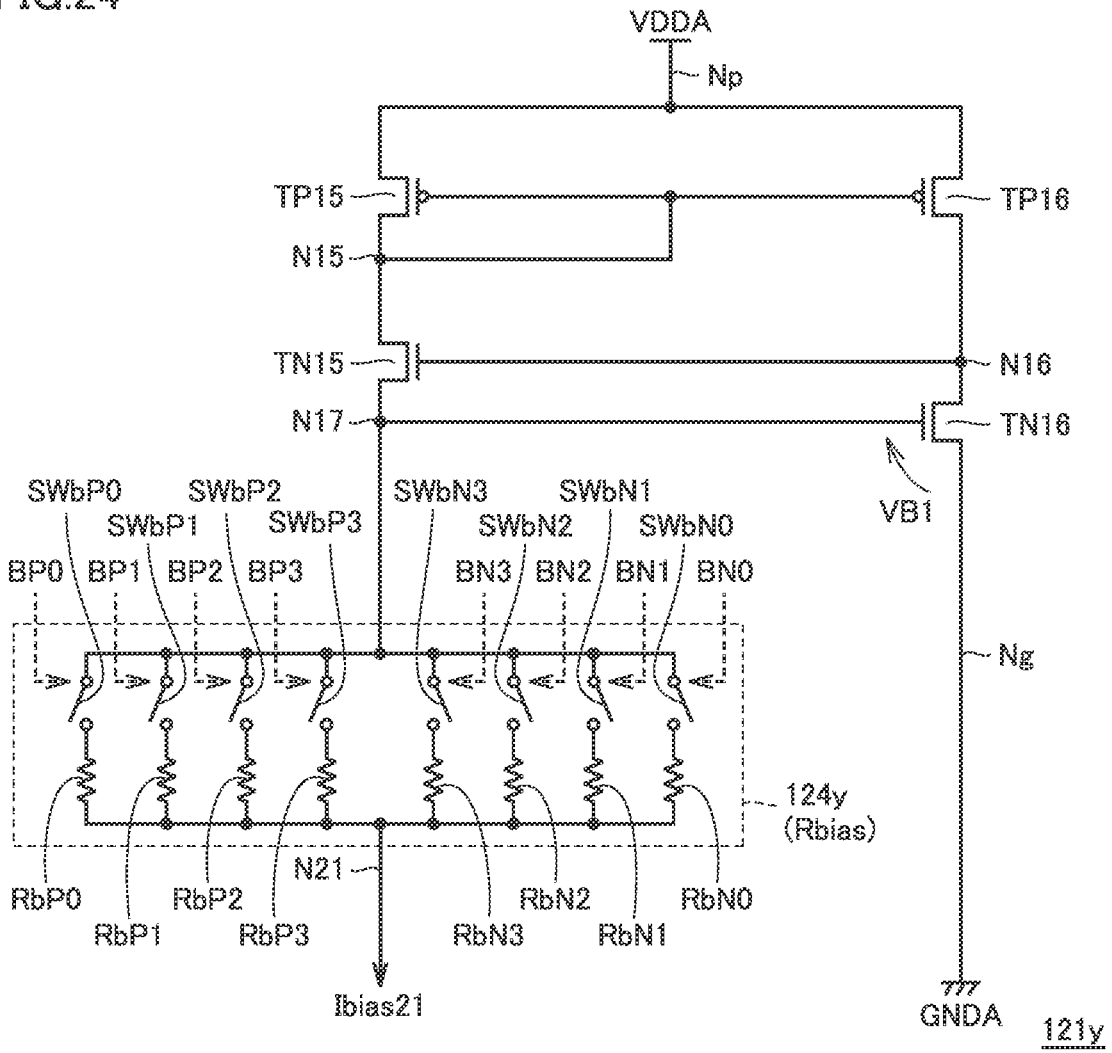 FIG.24
VDDA
Np
TP15
TP16
N15
TN15
N16
N17
TN16
VB1
SWbP0
SWbP2
SWbN3
SWbN1
SWbP1
SWbP3
SWbN2
SWbN0
BP0
BP1
BP2
BP3
BN3
BN2
BN1
BN0
Ng
124y
(Rbias)
N21
RbP0
RbP2
RbN2
RbN0
RbP1
RbP3
RbN3
RbN1
Ibias21
GNDA
121y